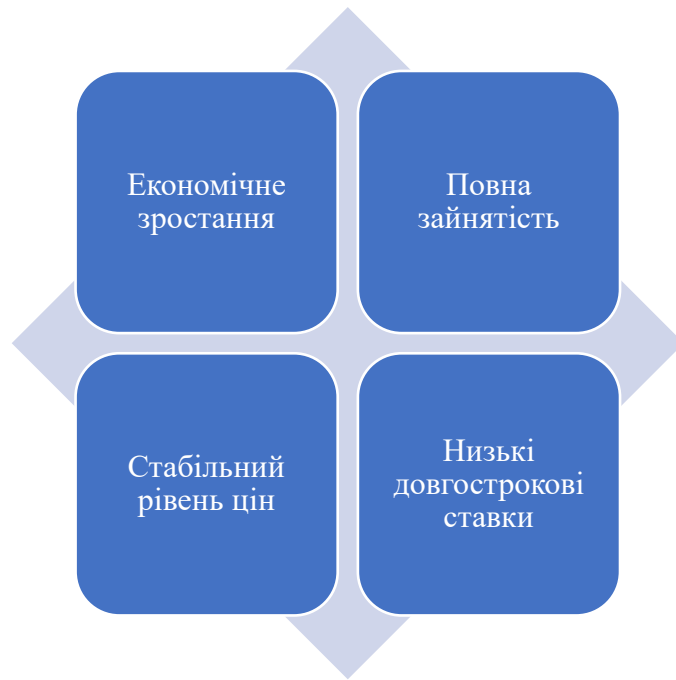 Економічне
зростання
Повна
зайнятість
Стабільний
рівень цін
Низькі
довгострокові
ставки